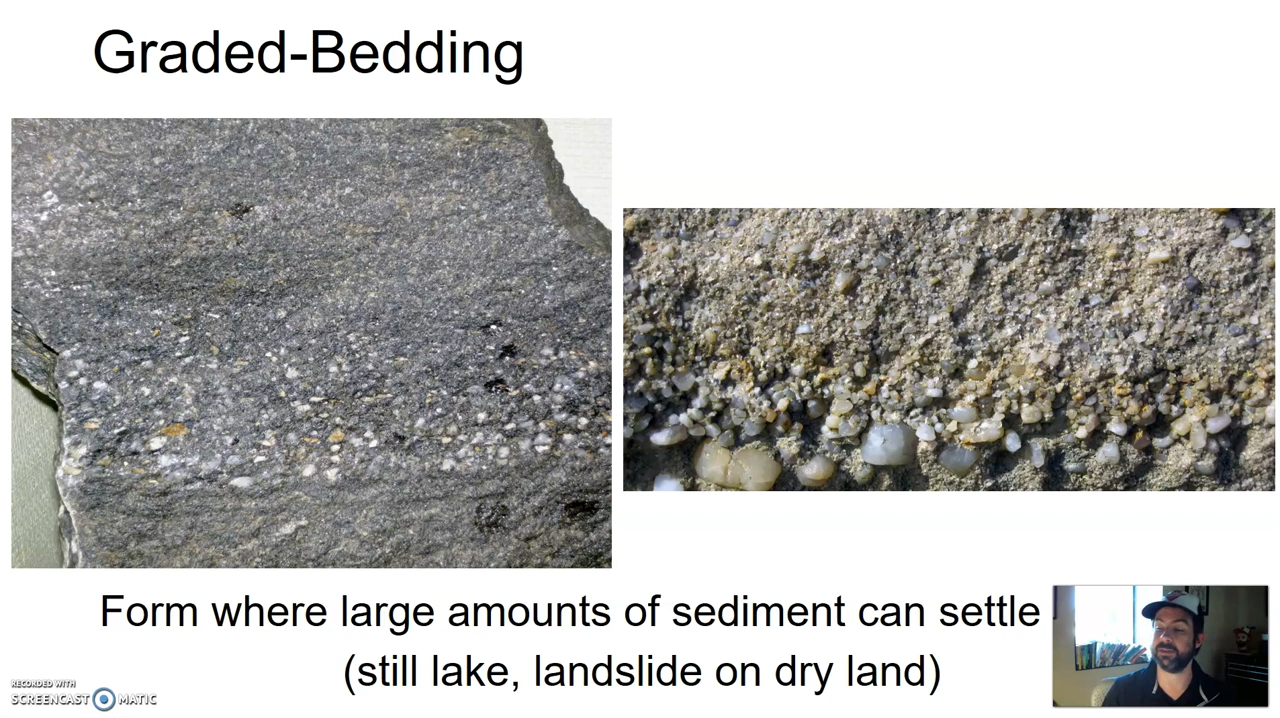 Graded-Bedding
Form where large amounts of sediment can settle
(still lake, landslide on dry land)
RECORDED WITH
SCREENCAST MATIC